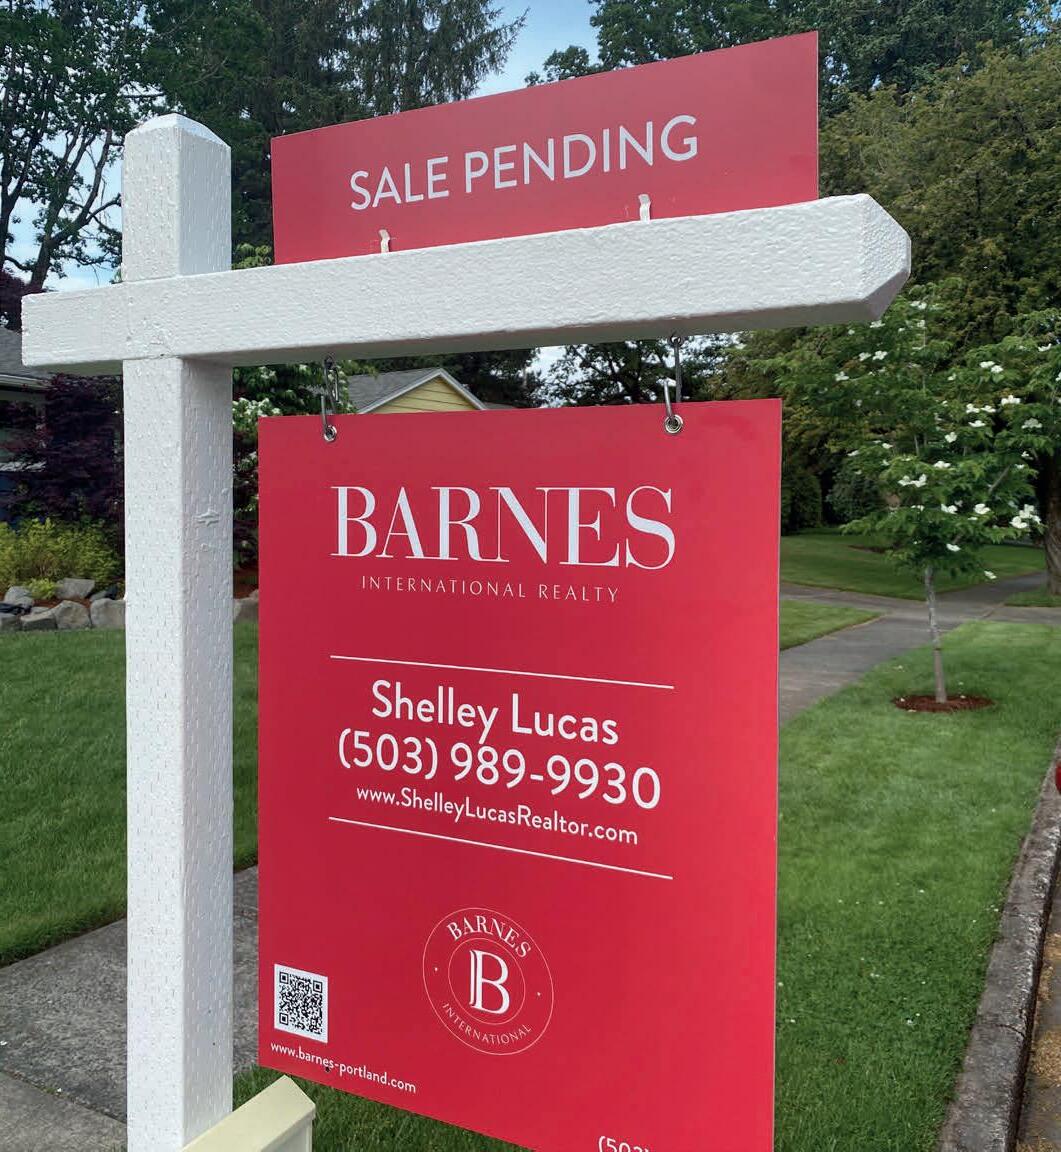 SALE PENDING
BARNES
INTERNATIONAL REALTY
Shelley Lucas
(503) 989-9930
www.ShelleyLucasRealtor.com
BARNES
B
INTERNATIONAL
www.barnes-portland.com
(503)